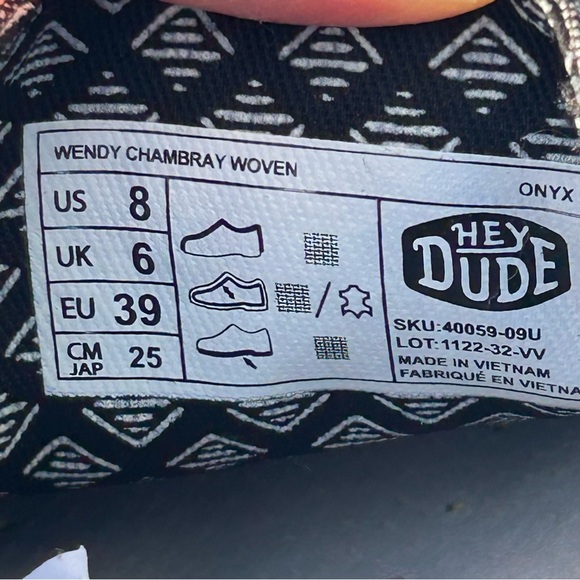 WENDY CHAMBRAY WOVEN
ONYX
US 8
UK 6
EU 39
CM JAP 25
HEY
DUDE
SKU:40059-09U
LOT:1122-32-VV
MADE IN VIETNAM
FABRIQUÉ EN VIETNA